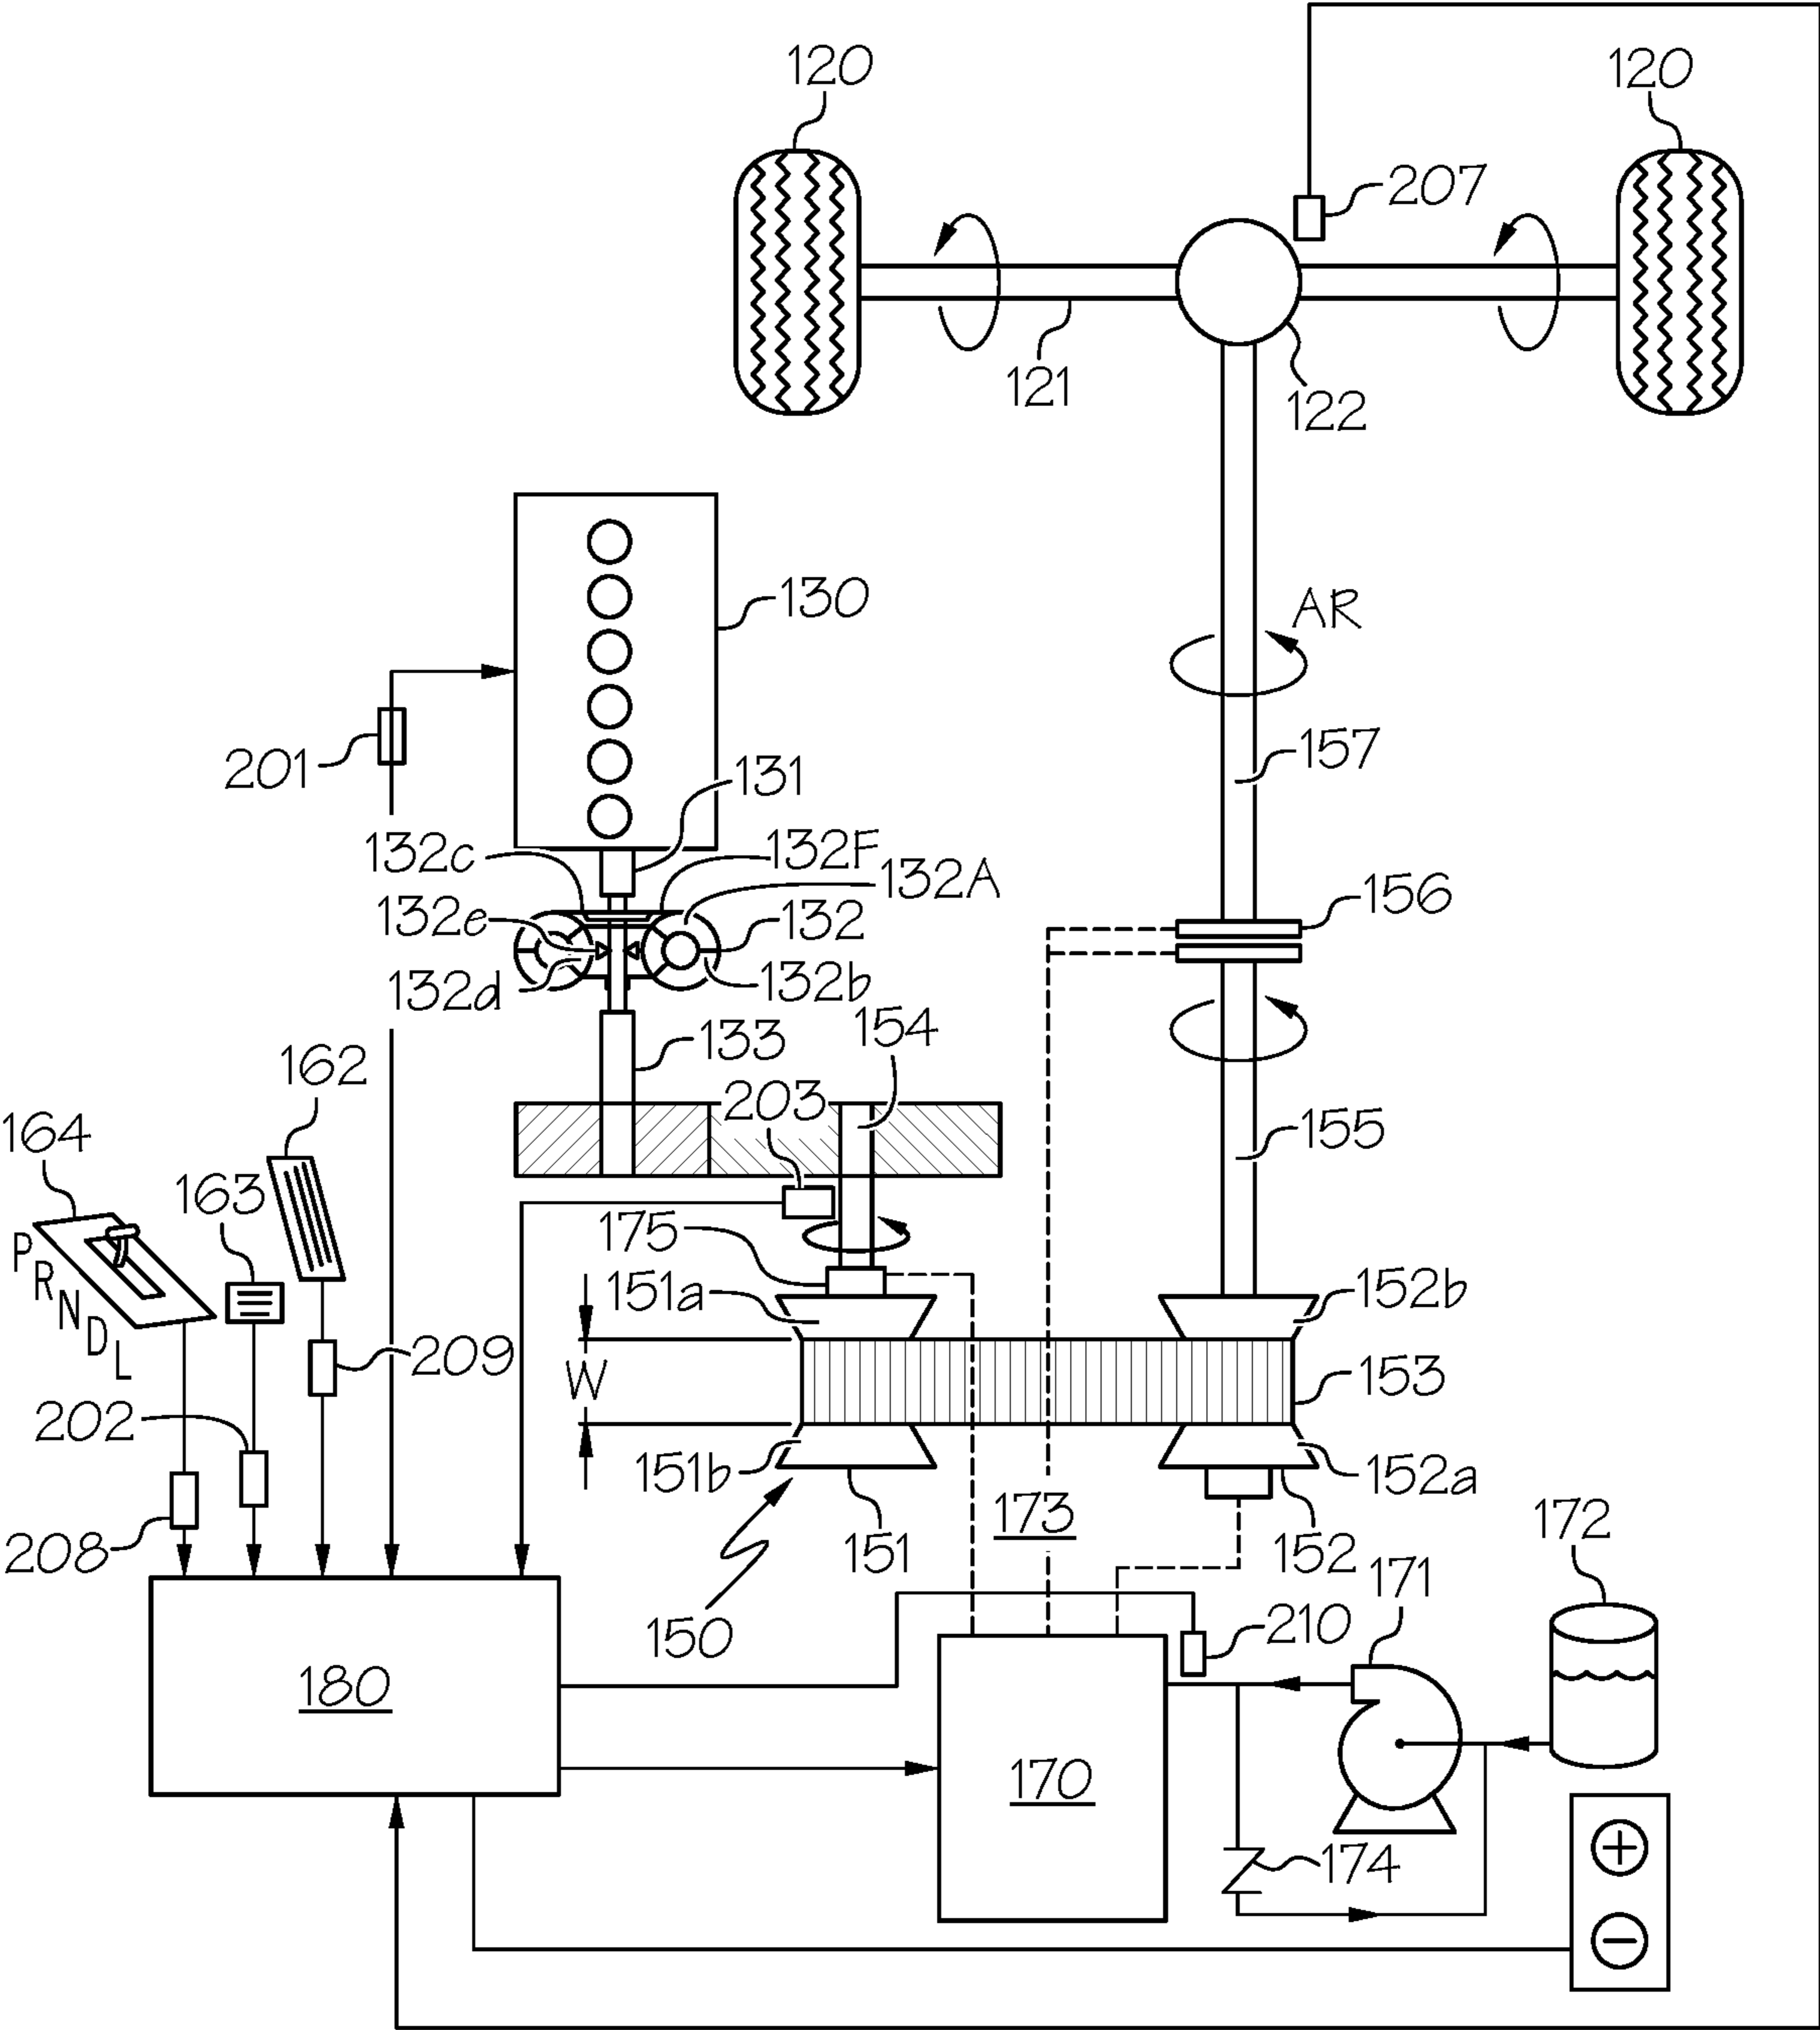 120
120
207
121
122
130
AR
201
157
131
132c
132F
132A
132e
132
156
132d
132b
154
133
162
203
164
155
163
175
P
R
N
D
L
151a
152b
209
W
153
202
151b
152a
173
172
208
151
152
171
150
210
180
170
174
+
−